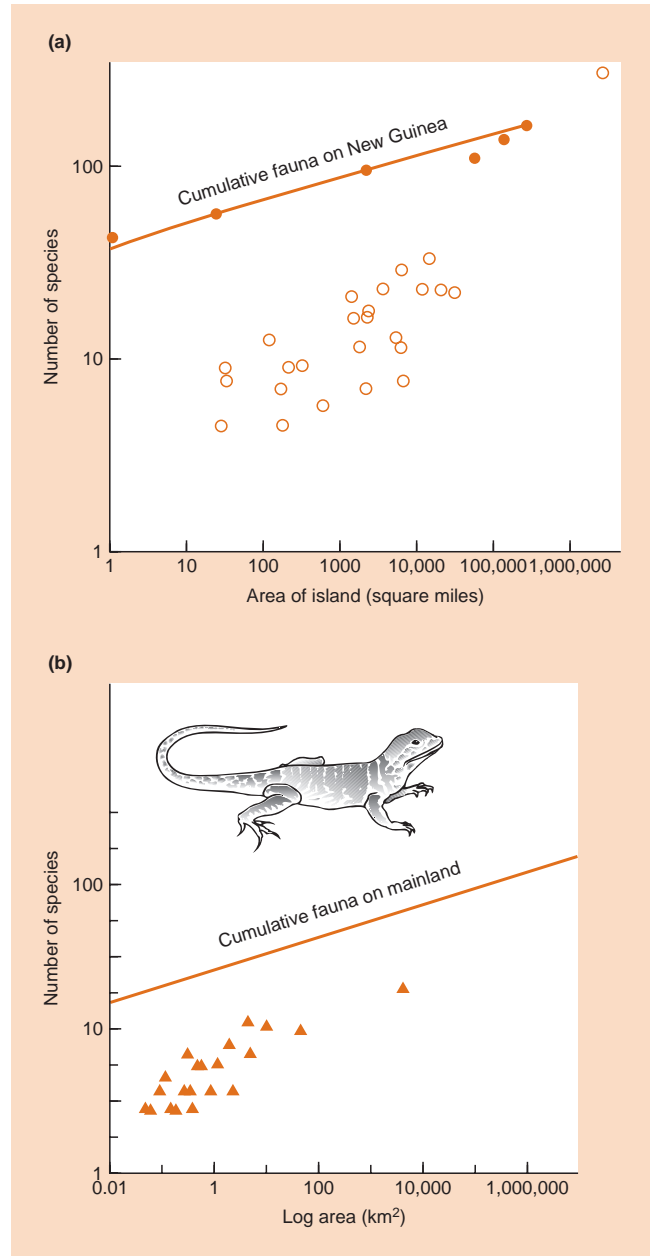 (a)
100
10
1
Number of species
Cumulative fauna on New Guinea
1 10 100 1000 10,000 100,000 1,000,000
Area of island (square miles)
(b)
100
10
1
Number of species
Cumulative fauna on mainland
0.01 1 100 10,000 1,000,000
Log area (km²)